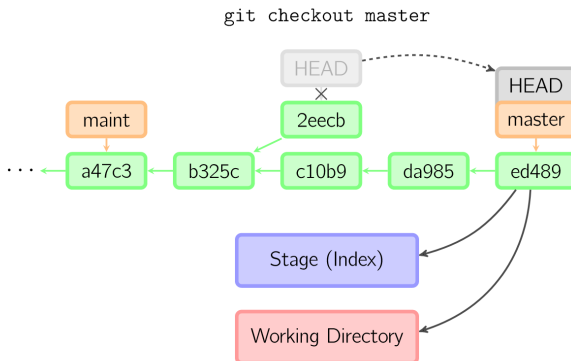 git checkout master
HEAD
HEAD
maint
2eecb
master
... a47c3 b325c c10b9 da985 ed489
Stage (Index)
Working Directory